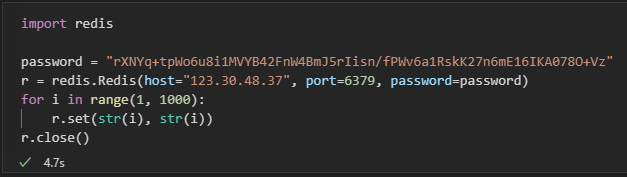 import redis
password = "rXNYq+tpWo6u8i1MVYB42FnW4BmJ5rIisn/fPWv6a1RskK27n6mE16IKA078O+Vz"
r = redis.Redis(host="123.30.48.37", port=6379, password=password)
for i in range(1, 1000):
    r.set(str(i), str(i))
r.close()
4.7s